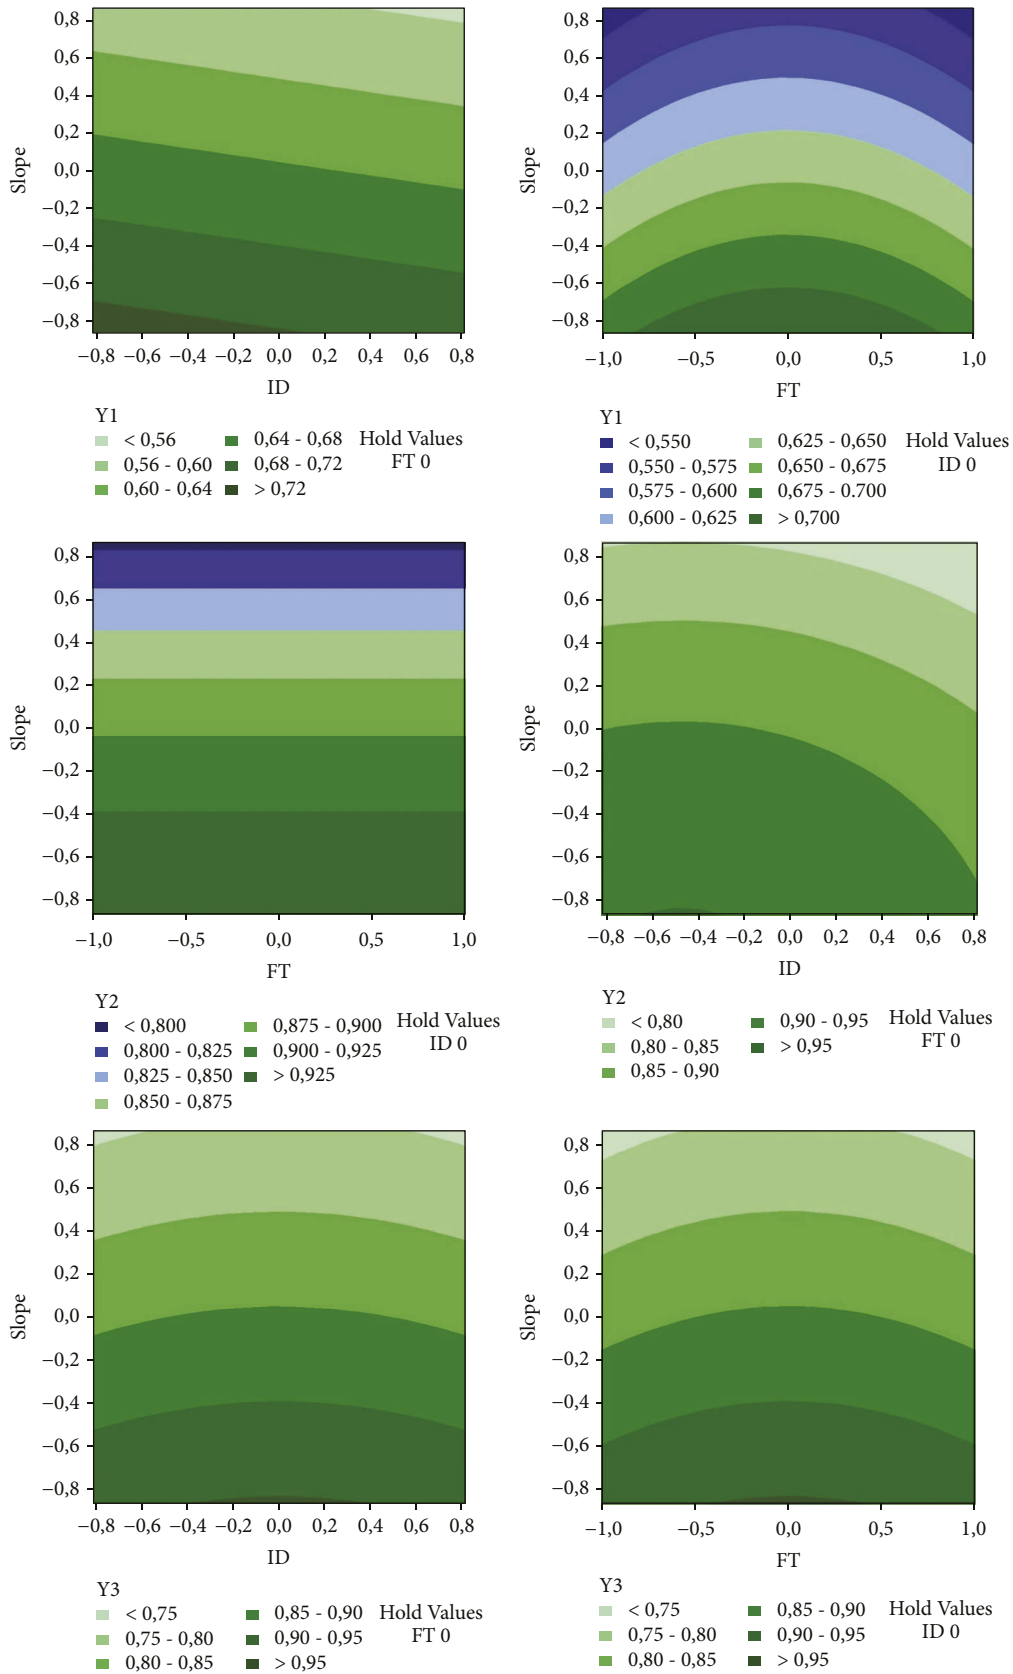 0,8
0,6
0,4
0,2
0,0
−0,2
−0,4
−0,6
−0,8
Slope
−0,8 −0,6 −0,4 −0,2 0,0 0,2 0,4 0,6 0,8
ID
Y1
< 0,56
0,56 - 0,60
0,60 - 0,64
0,64 - 0,68
0,68 - 0,72
> 0,72
Hold Values
FT 0
0,8
0,6
0,4
0,2
0,0
−0,2
−0,4
−0,6
−0,8
Slope
−1,0 −0,5 0,0 0,5 1,0
FT
Y1
< 0,550
0,550 - 0,575
0,575 - 0,600
0,600 - 0,625
0,625 - 0,650
0,650 - 0,675
0,675 - 0.700
> 0,700
Hold Values
ID 0
0,8
0,6
0,4
0,2
0,0
−0,2
−0,4
−0,6
−0,8
Slope
−1,0 −0,5 0,0 0,5 1,0
FT
Y2
< 0,800
0,800 - 0,825
0,825 - 0,850
0,850 - 0,875
0,875 - 0,900
0,900 - 0,925
> 0,925
Hold Values
ID 0
0,8
0,6
0,4
0,2
0,0
−0,2
−0,4
−0,6
−0,8
Slope
−0,8 −0,6 −0,4 −0,2 0,0 0,2 0,4 0,6 0,8
ID
Y2
< 0,80
0,80 - 0,85
0,85 - 0,90
0,90 - 0,95
> 0,95
Hold Values
FT 0
0,8
0,6
0,4
0,2
0,0
−0,2
−0,4
−0,6
−0,8
Slope
−0,8 −0,6 −0,4 −0,2 0,0 0,2 0,4 0,6 0,8
ID
Y3
< 0,75
0,75 - 0,80
0,80 - 0,85
0,85 - 0,90
0,90 - 0,95
> 0,95
Hold Values
FT 0
0,8
0,6
0,4
0,2
0,0
−0,2
−0,4
−0,6
−0,8
Slope
−1,0 −0,5 0,0 0,5 1,0
FT
Y3
< 0,75
0,75 - 0,80
0,80 - 0,85
0,85 - 0,90
0,90 - 0,95
> 0,95
Hold Values
ID 0